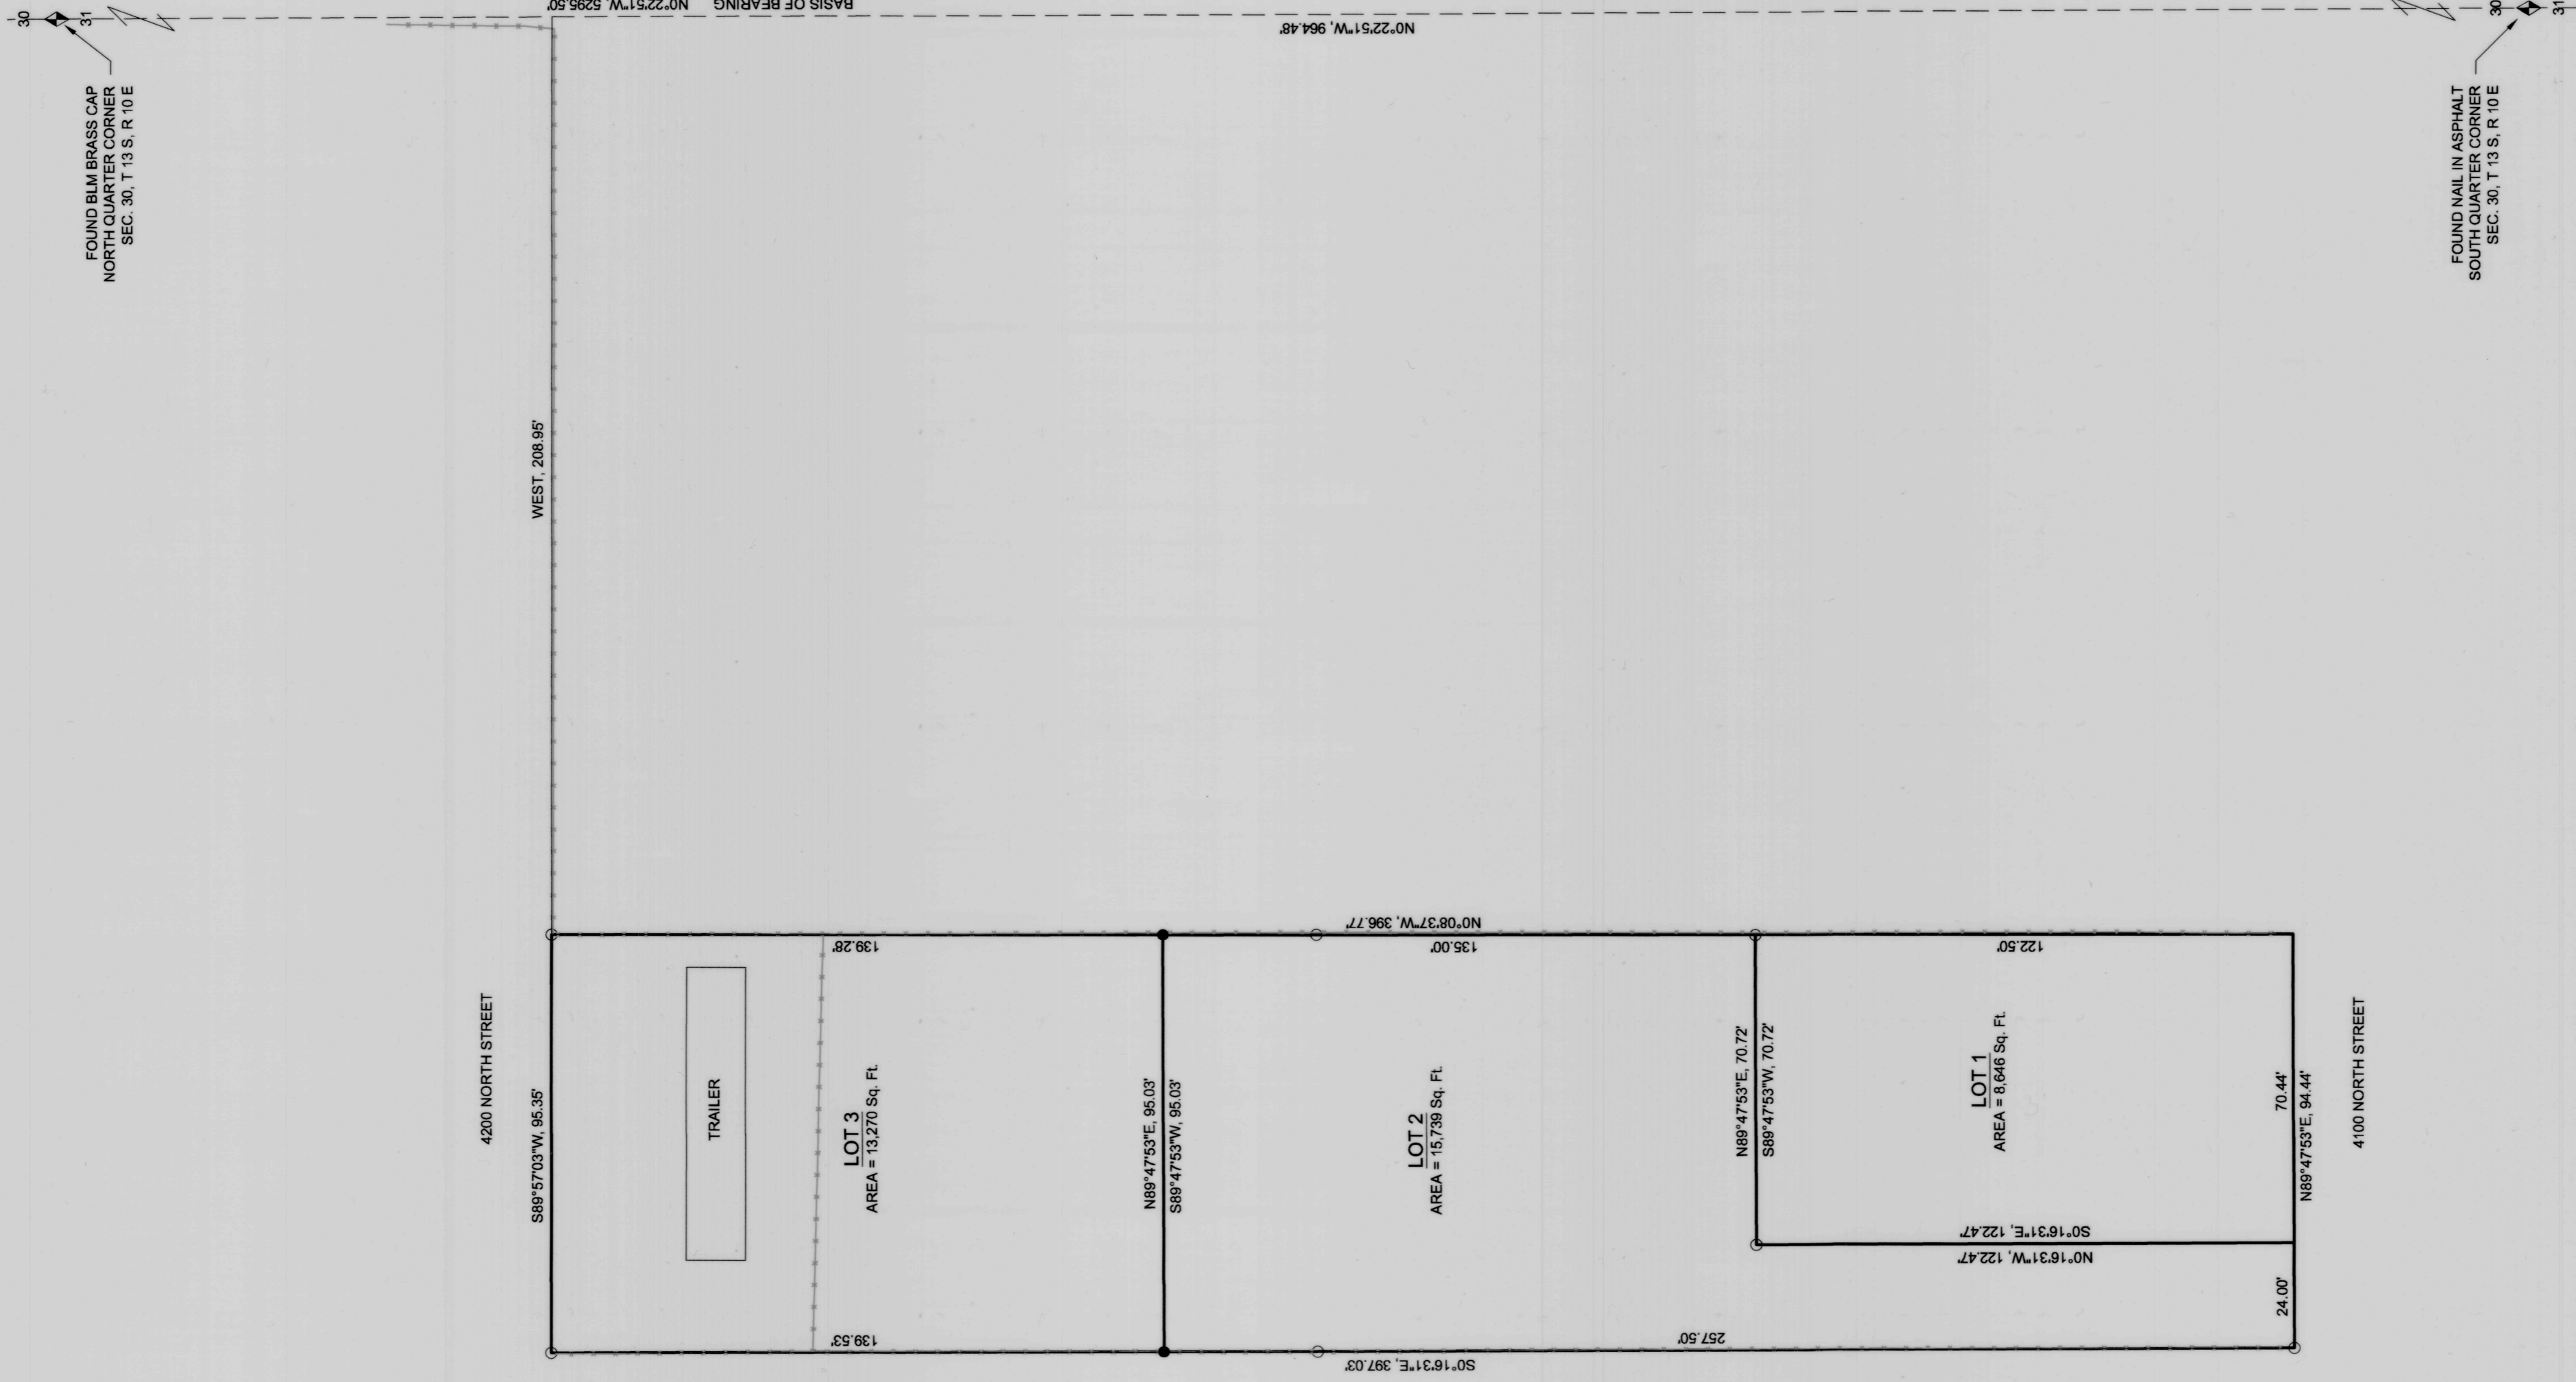 30
31
FOUND BLM BRASS CAP
NORTH QUARTER CORNER
SEC. 30, T 13 S, R 10 E
BASIS OF BEARING N0°22'51"W, 5295.50'
N0°22'51"W, 964.48'
30
31
FOUND NAIL IN ASPHALT
SOUTH QUARTER CORNER
SEC. 30, T 13 S, R 10 E
WEST, 208.95'
4200 NORTH STREET
S89°57'03"W, 95.35'
TRAILER
139.28'
LOT 3
AREA = 13,270 Sq. Ft.
139.53'
N89°47'53"E, 95.03'
S89°47'53"W, 95.03'
N0°08'37"W, 396.77'
135.00'
LOT 2
AREA = 15,739 Sq. Ft.
S0°16'31"E, 397.03'
257.50'
N89°47'53"E, 70.72'
S89°47'53"W, 70.72'
122.50'
LOT 1
AREA = 8,646 Sq. Ft.
S0°16'31"E, 122.47'
N0°16'31"W, 122.47'
70.44'
24.00'
N89°47'53"E, 94.44'
4100 NORTH STREET